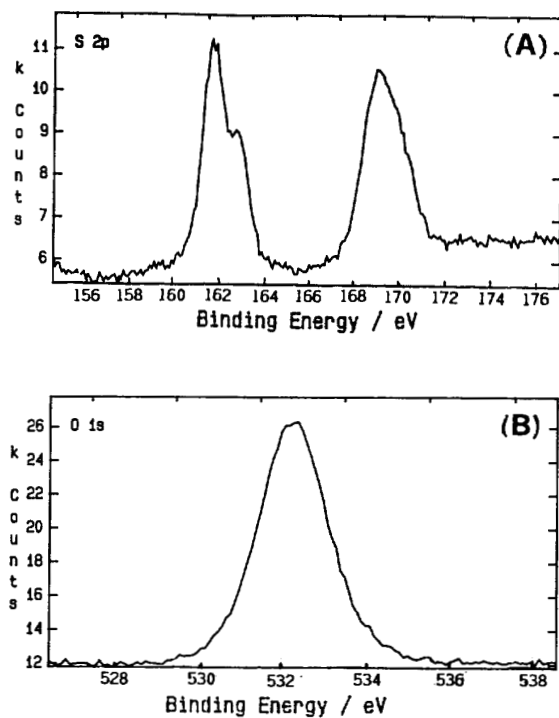 S 2p
(A)
k Counts
11
10
9
8
7
6
156 158 160 162 164 166 168 170 172 174 176
Binding Energy / eV
O 1s
(B)
k Counts
26
24
22
20
18
16
14
12
528 530 532 534 536 538
Binding Energy / eV